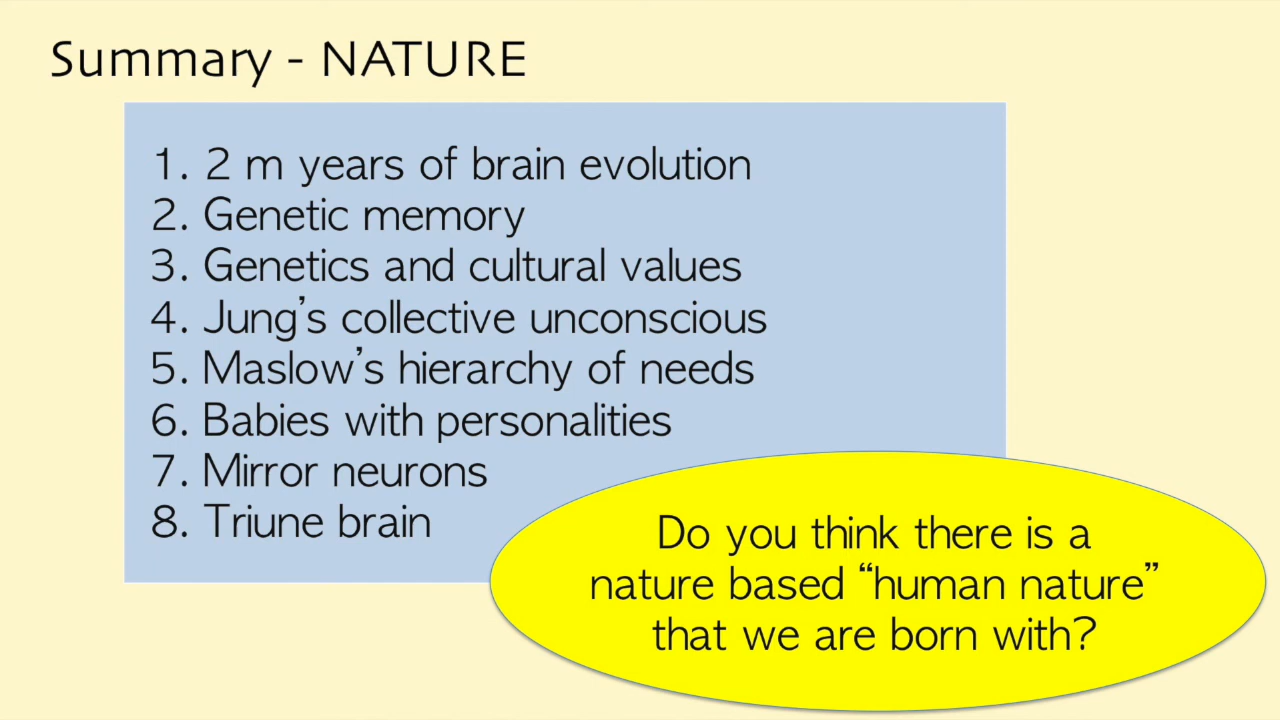 Summary - NATURE
1. 2 m years of brain evolution
2. Genetic memory
3. Genetics and cultural values
4. Jung’s collective unconscious
5. Maslow’s hierarchy of needs
6. Babies with personalities
7. Mirror neurons
8. Triune brain
Do you think there is a
nature based “human nature”
that we are born with?